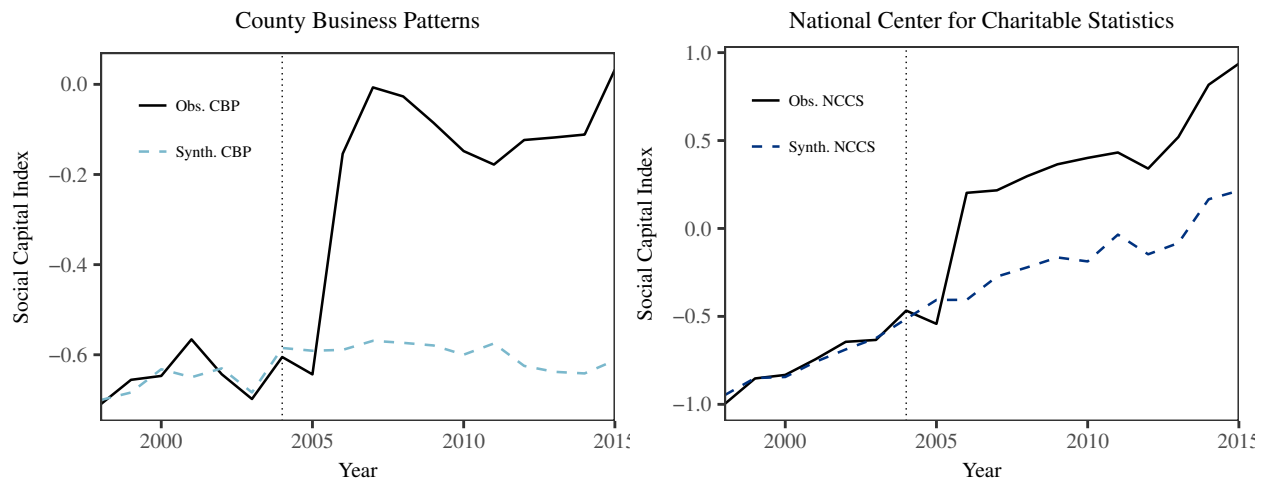 County Business Patterns
0.0
−0.2
−0.4
−0.6
Social Capital Index
Obs. CBP
Synth. CBP
2000
2005
2010
2015
Year
National Center for Charitable Statistics
1.0
0.5
0.0
−0.5
−1.0
Social Capital Index
Obs. NCCS
Synth. NCCS
2000
2005
2010
2015
Year